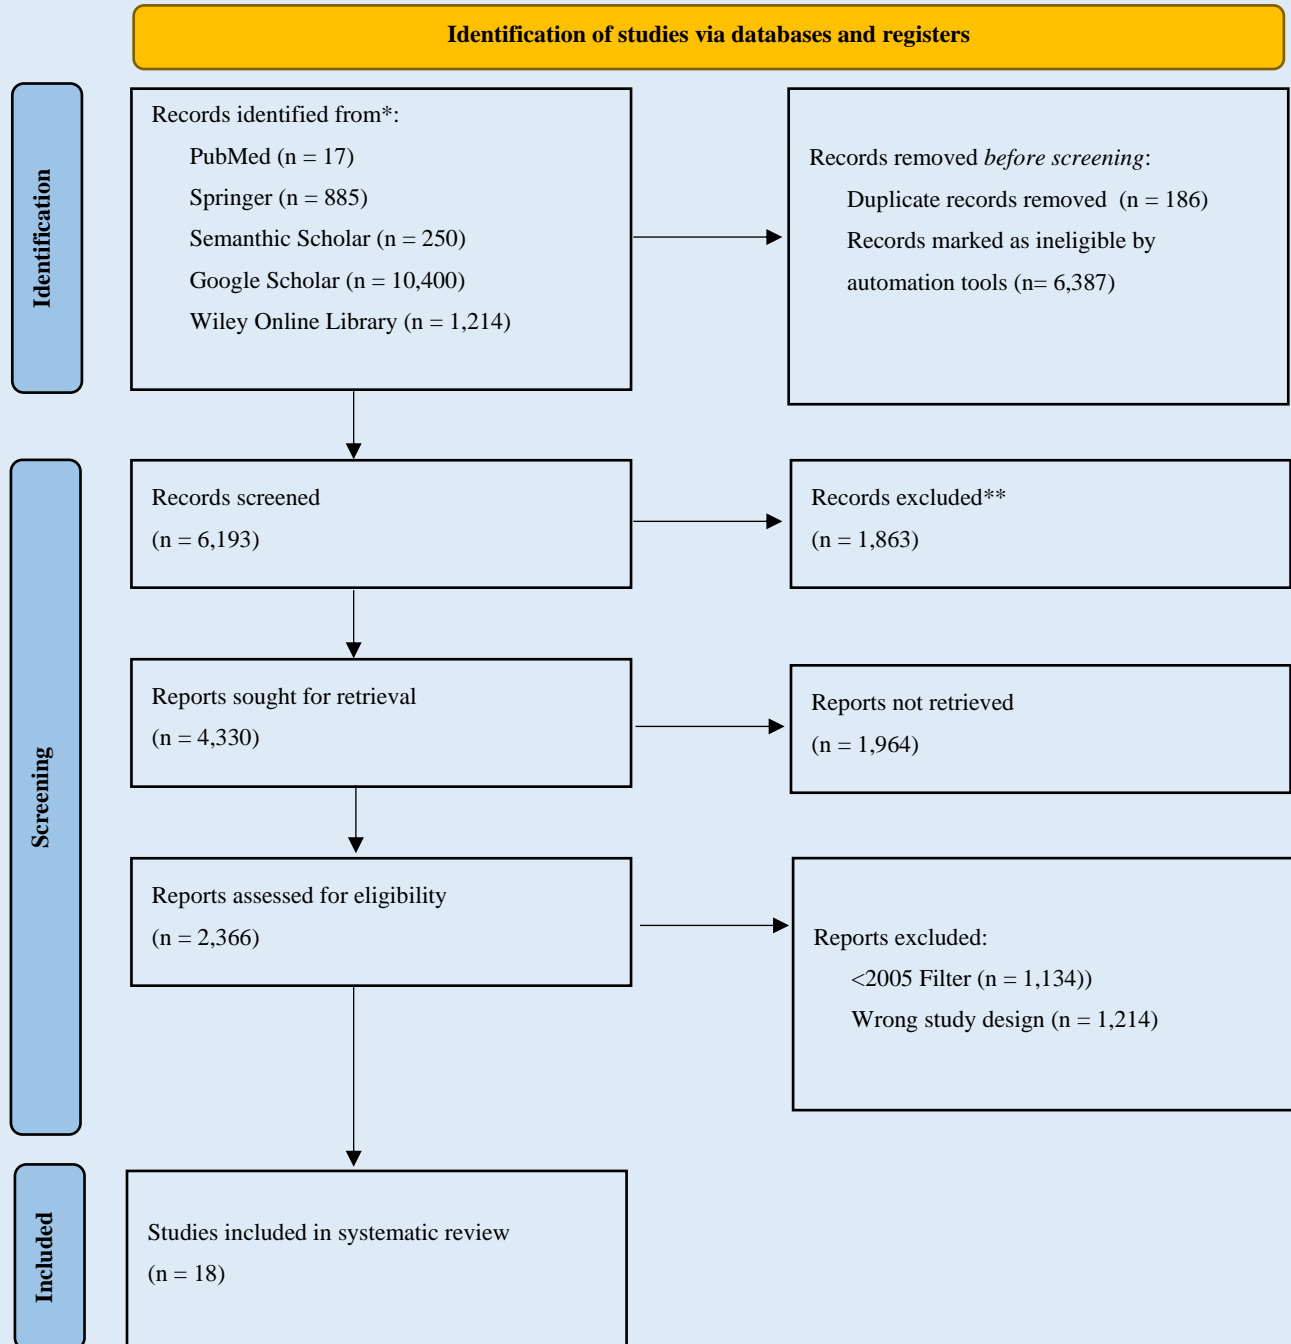 Identification of studies via databases and registers
Identification
Records identified from*:
PubMed (n = 17)
Springer (n = 885)
Semanthic Scholar (n = 250)
Google Scholar (n = 10,400)
Wiley Online Library (n = 1,214)
Records removed before screening:
Duplicate records removed  (n = 186)
Records marked as ineligible by
automation tools (n= 6,387)
Screening
Records screened
(n = 6,193)
Records excluded**
(n = 1,863)
Reports sought for retrieval
(n = 4,330)
Reports not retrieved
(n = 1,964)
Reports assessed for eligibility
(n = 2,366)
Reports excluded:
<2005 Filter (n = 1,134))
Wrong study design (n = 1,214)
Included
Studies included in systematic review
(n = 18)